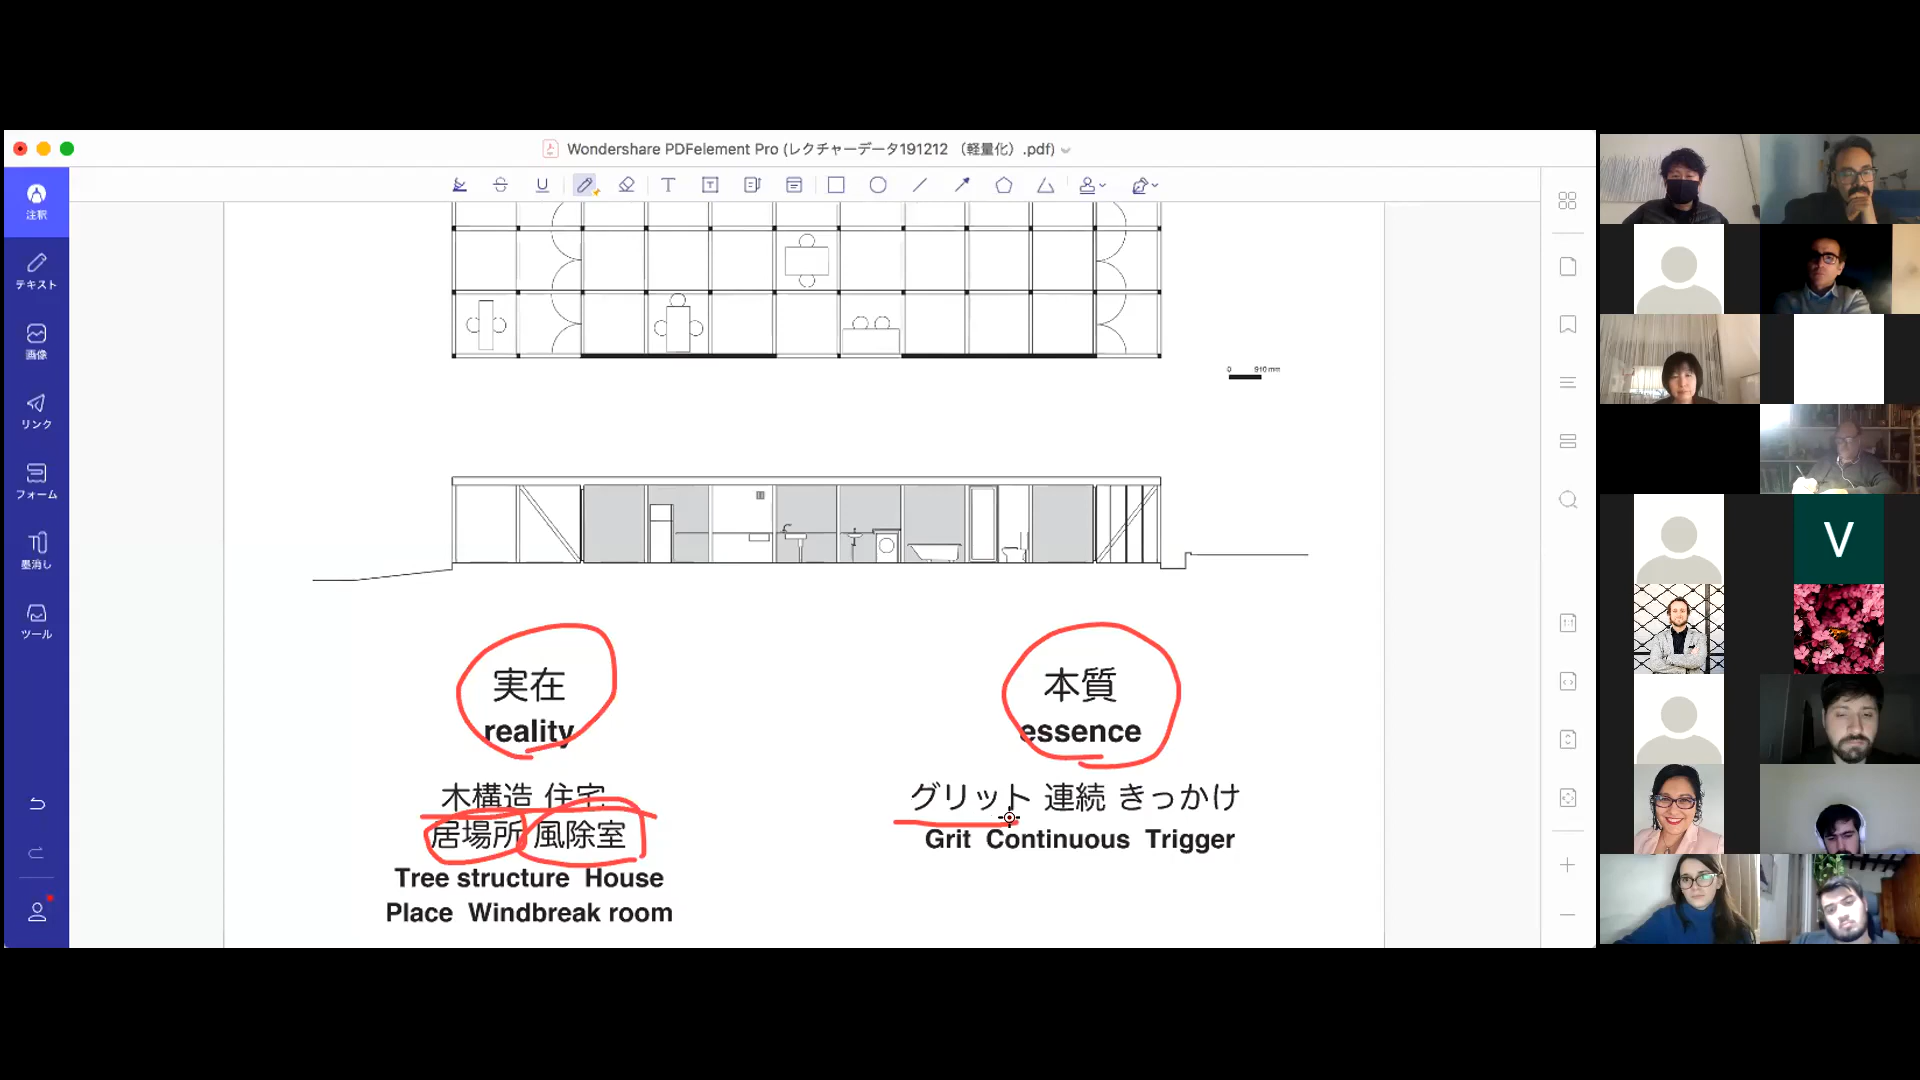 Wondershare PDFelement Pro (レクチャーデータ191212 （軽量化）.pdf)
注釈
テキスト
画像
リンク
フォーム
墨消し
ツール
0 910 mm
実在
reality
木構造 住宅
居場所 風除室
Tree structure House
Place Windbreak room
本質
essence
グリット 連続 きっかけ
Grit Continuous Trigger
V